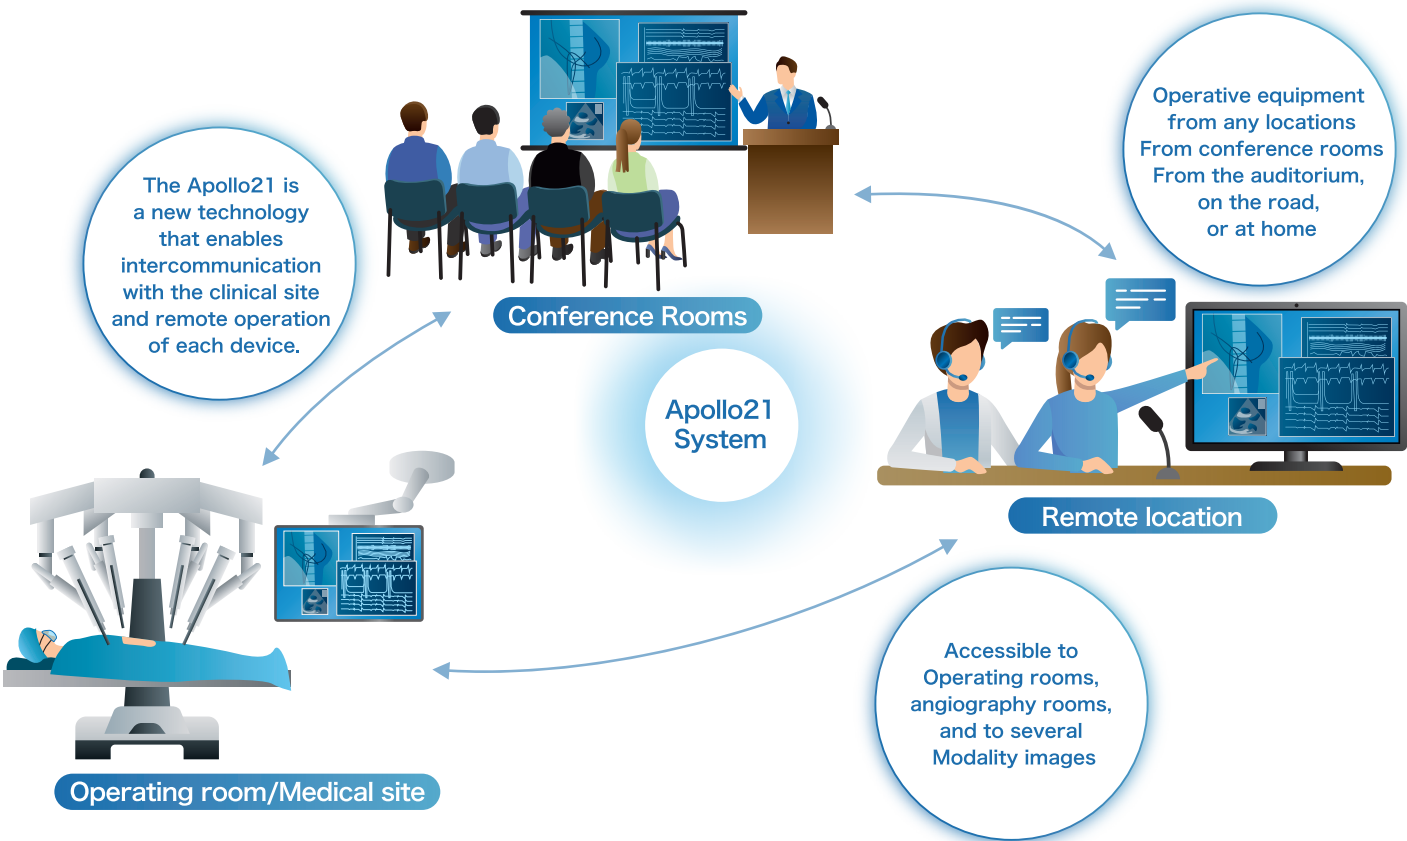 The Apollo21 is
a new technology
that enables
intercommunication
with the clinical site
and remote operation
of each device.
Conference Rooms
Operative equipment
from any locations
From conference rooms
From the auditorium,
on the road,
or at home
Apollo21
System
Remote location
Operating room/Medical site
Accessible to
Operating rooms,
angiography rooms,
and to several
Modality images